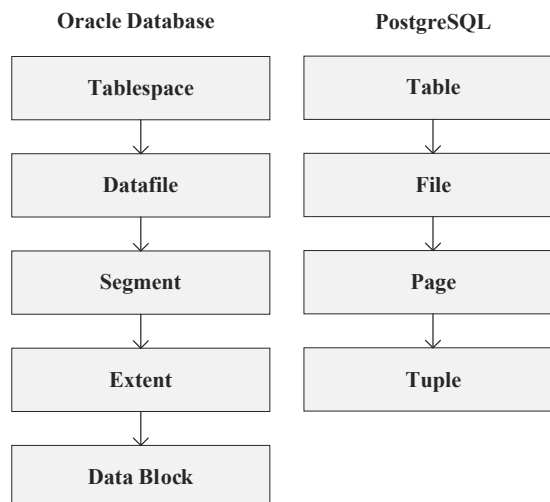 Oracle Database
Tablespace
Datafile
Segment
Extent
Data Block
PostgreSQL
Table
File
Page
Tuple